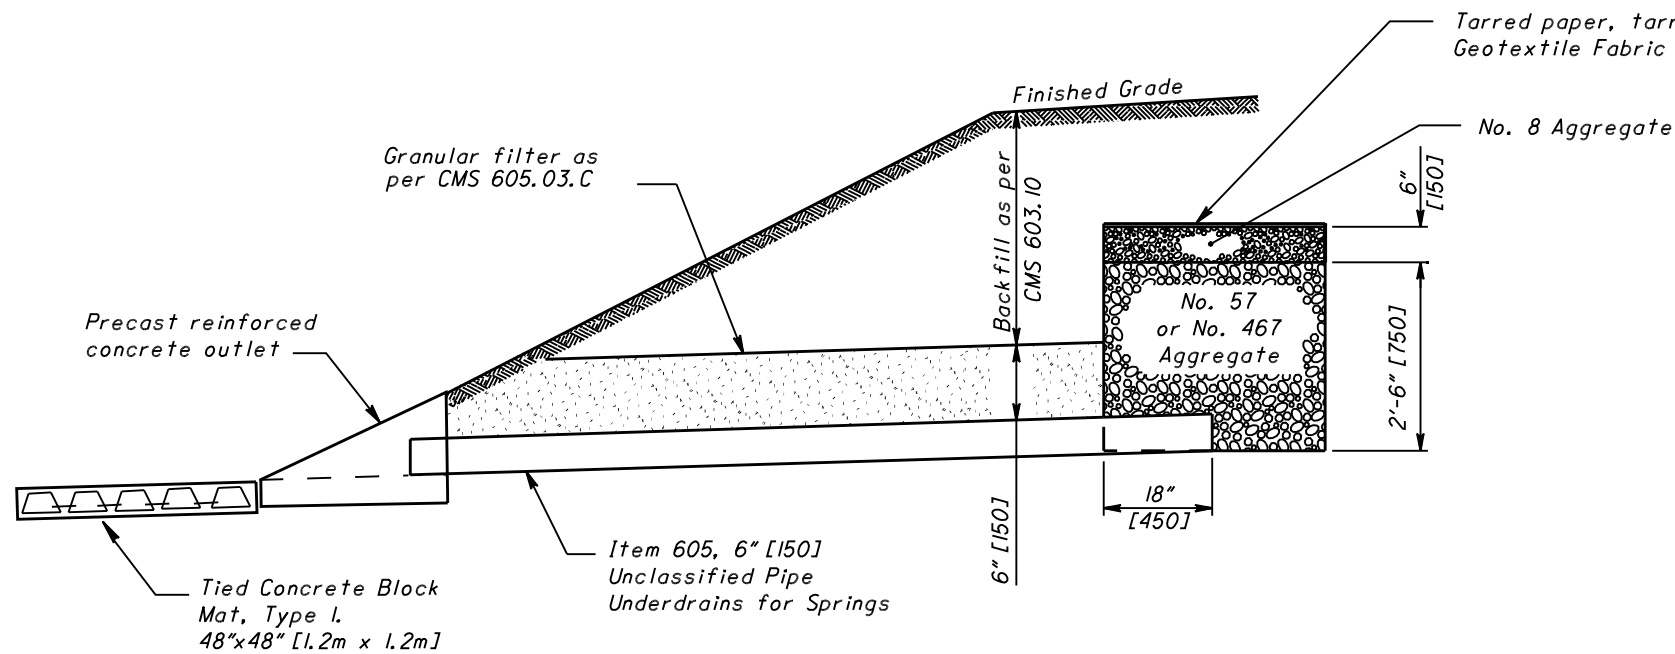 Tarred paper,
Geotextile Fabric
Finished Grade
No. 8 Aggregate
Granular filter as
per CMS 605.03.C
Backfill as per
CMS 603.10
6" [150]
No. 57
or No. 467
Aggregate
2'-6" [750]
Precast reinforced
concrete outlet
18"
[450]
6" [150]
Item 605, 6" [150]
Unclassified Pipe
Underdrains for Springs
Tied Concrete Block
Mat, Type 1.
48"x48" [1.2m x 1.2m]